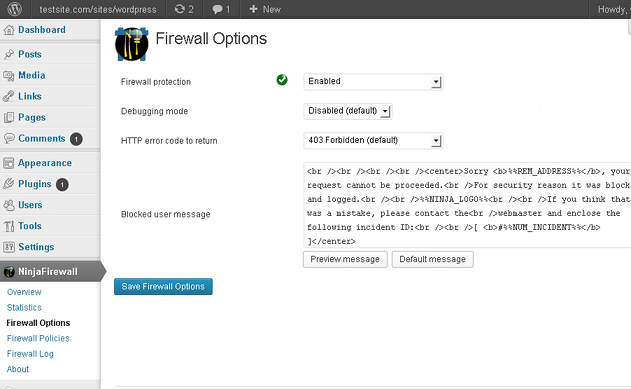 testsite.com/sites/wordpress 2 1 + New Howdy,
Dashboard
Posts
Media
Links
Pages
Comments 1
Appearance
Plugins 1
Users
Tools
Settings
NinjaFirewall
Overview
Statistics
Firewall Options
Firewall Policies
Firewall Log
About
Firewall Options
Firewall protection Enabled
Debugging mode Disabled (default)
HTTP error code to return 403 Forbidden (default)
Blocked user message
<br /><br /><br /><br /><center>Sorry <b>%%REM_ADDRESS%%</b>, your
request cannot be proceeded.<br />For security reason it was block
and logged.<br /><br />%%NINJA_LOGO%%<br /><br />If you think that
was a mistake, please contact the<br />webmaster and enclose the
following incident ID:<br /><br />[ <b>#%%NUM_INCIDENT%%</b>
]</center>
Preview message Default message
Save Firewall Options